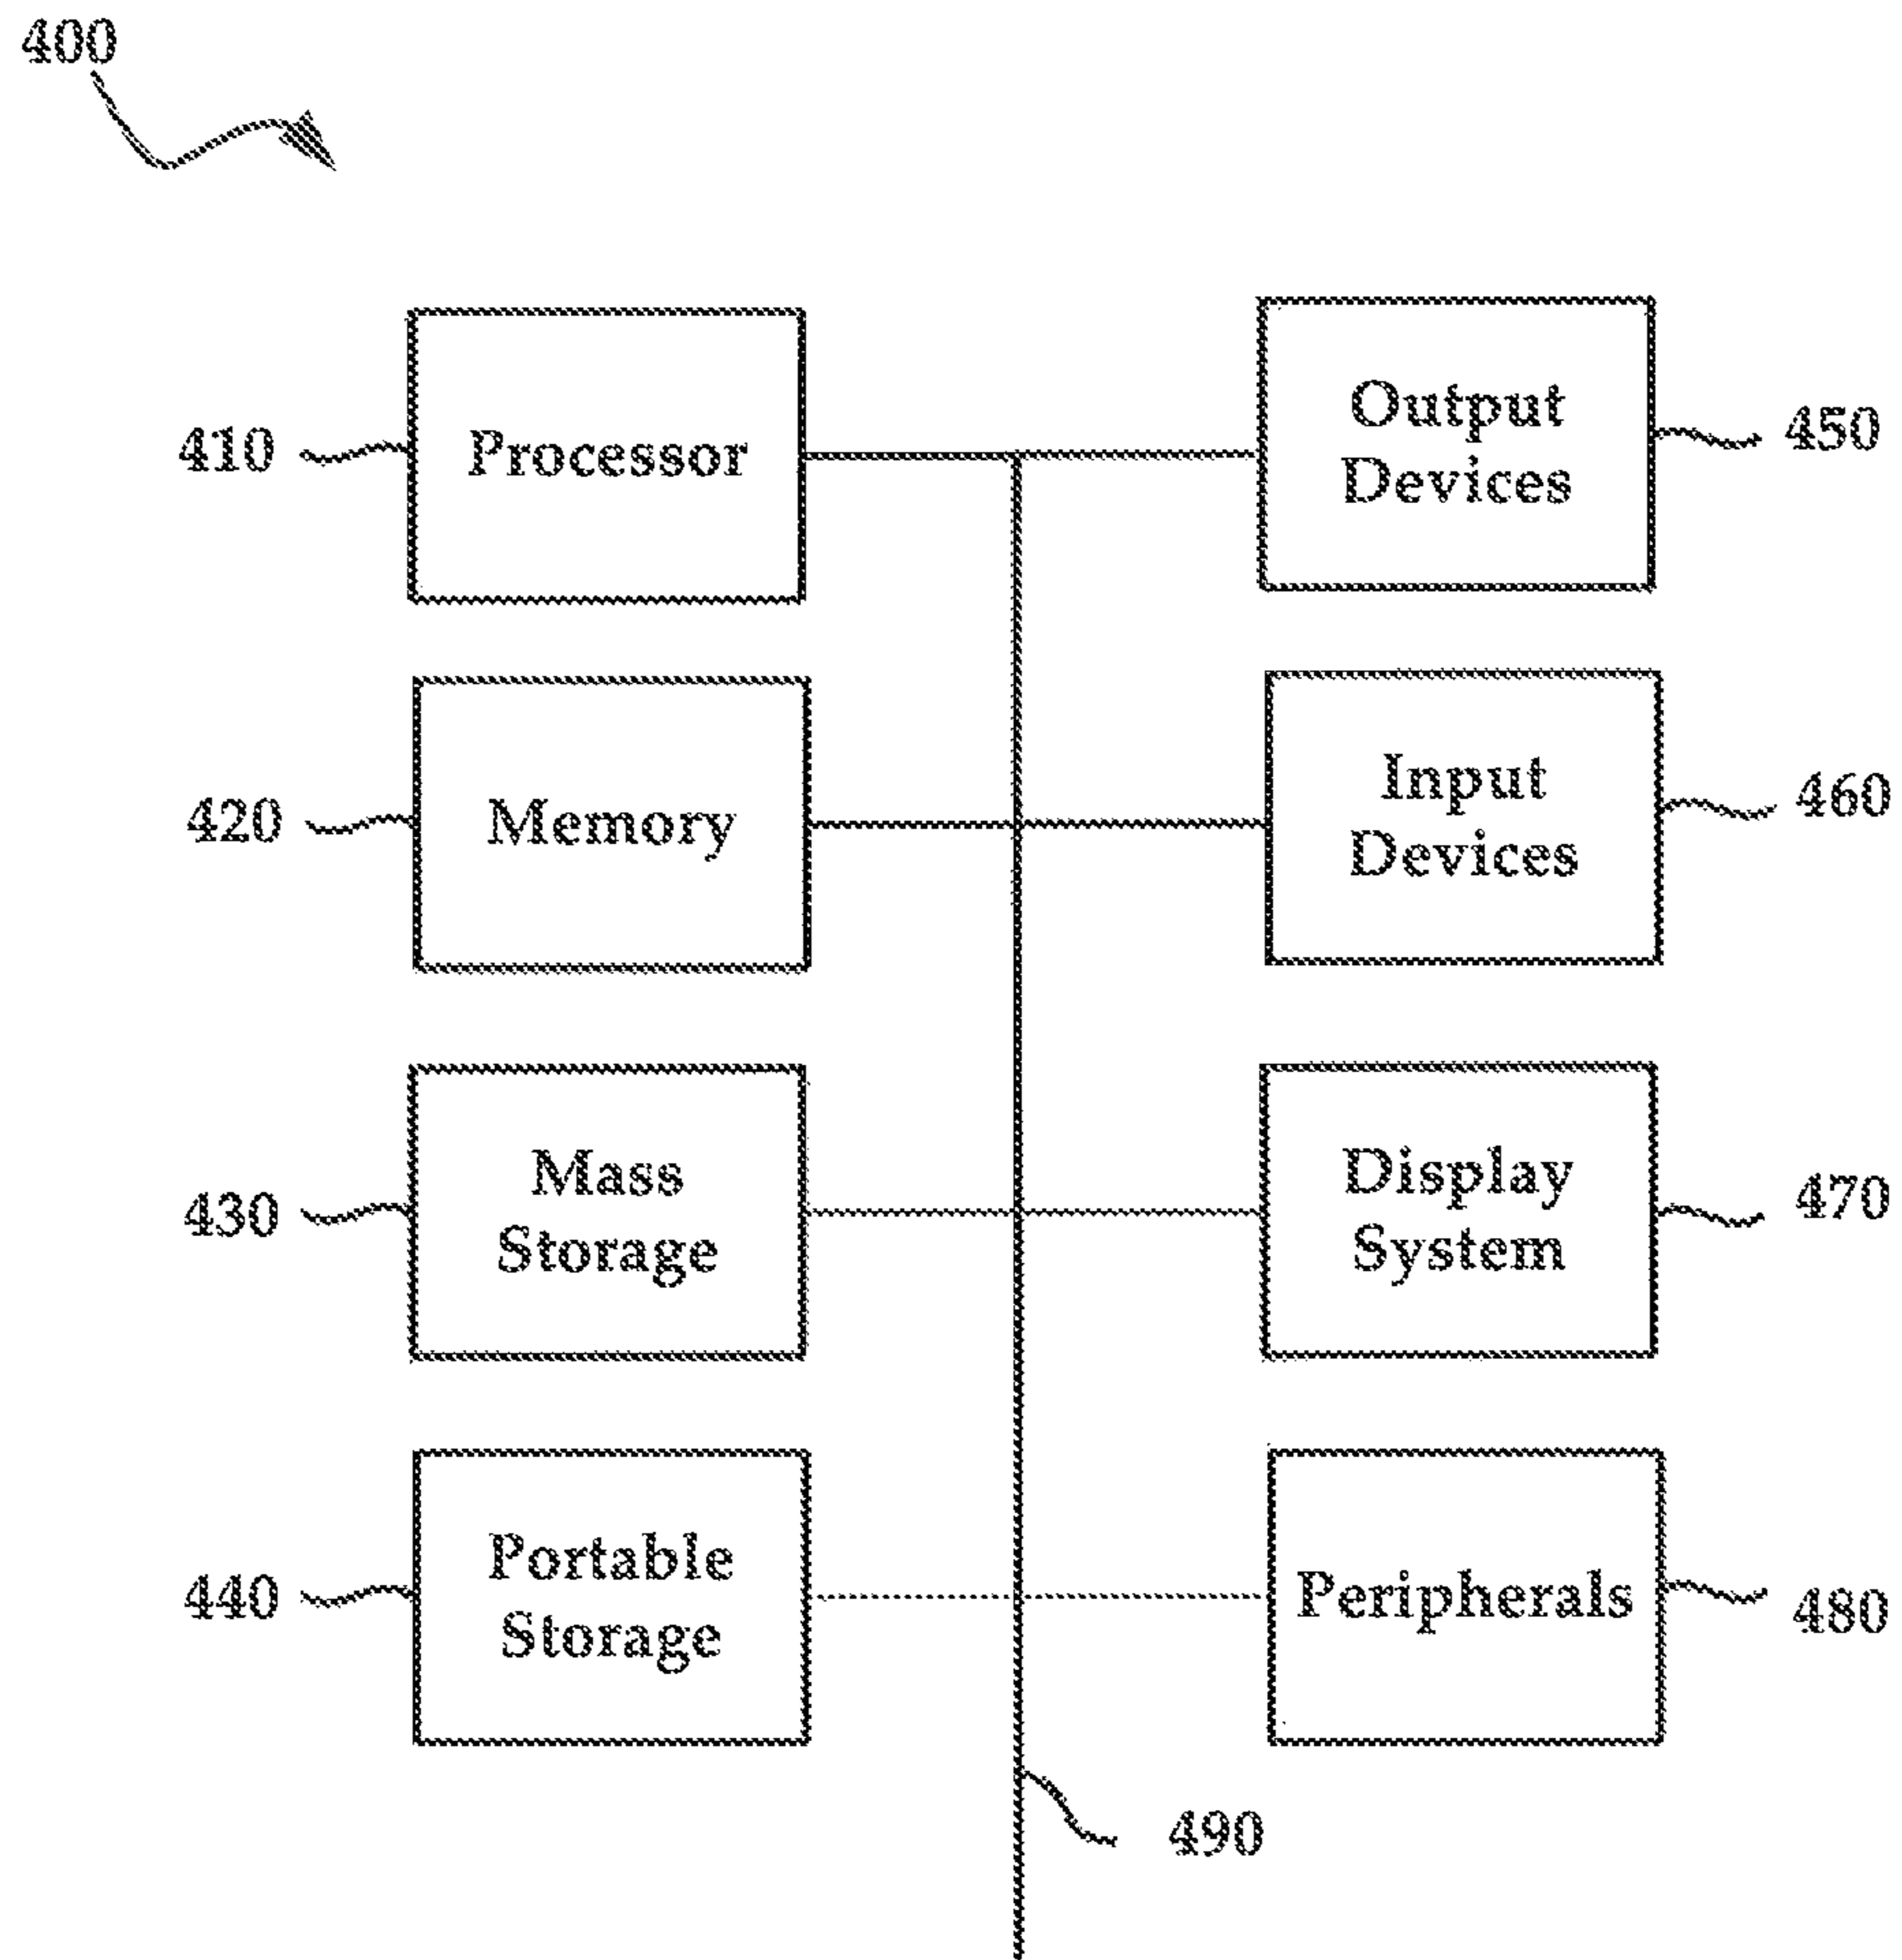 400
410
Processor
Output
Devices
450
420
Memory
Input
Devices
460
430
Mass
Storage
Display
System
470
440
Portable
Storage
Peripherals
480
490